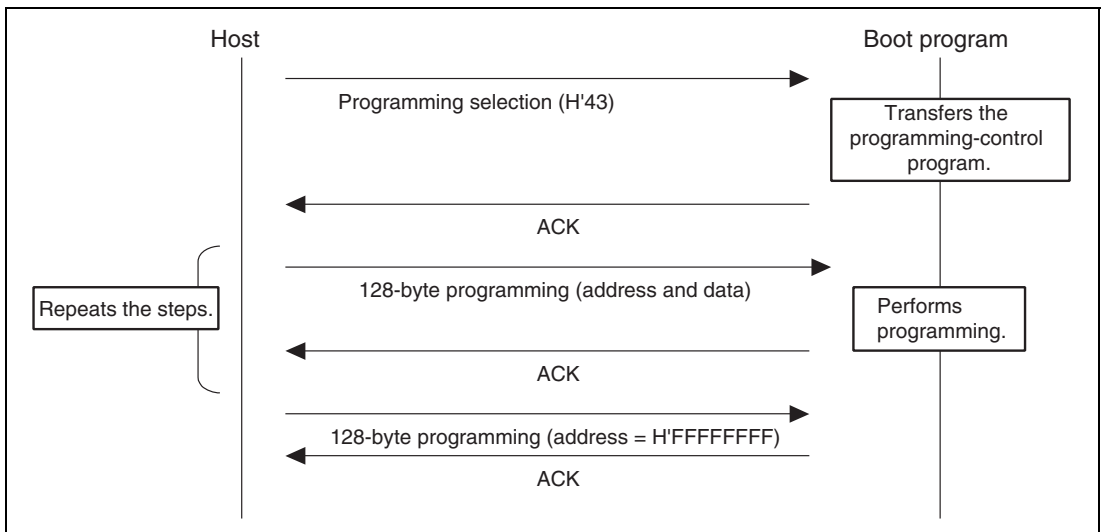 Host
Boot program
Programming selection (H'43)
Transfers the
programming-control
program.
ACK
128-byte programming (address and data)
Repeats the steps.
Performs
programming.
ACK
128-byte programming (address = H'FFFFFFFF)
ACK